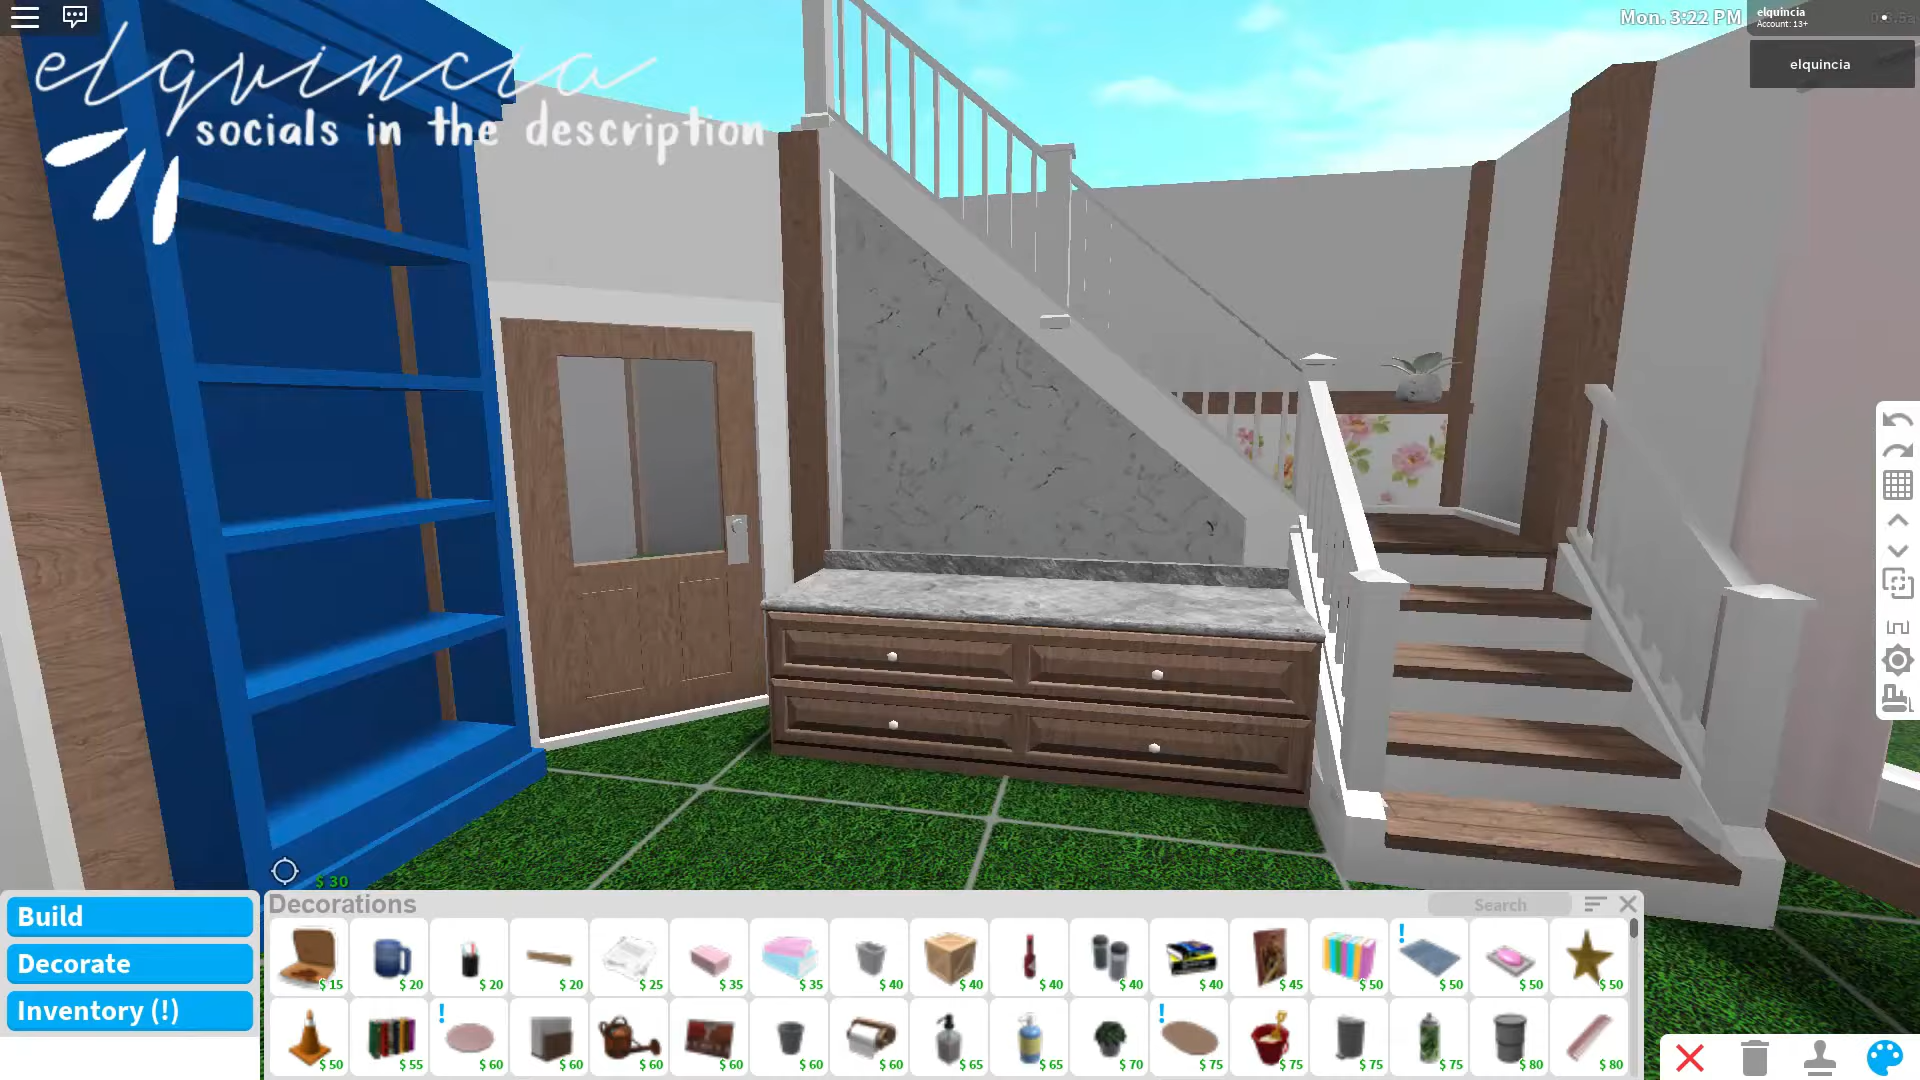 Mon. 3:22 PM
elquincia
Account: 13+
elquincia
elquincia
socials in the description
$ 30
Build
Decorate
Inventory (!)
Decorations
Search
$ 15
$ 20
$ 20
$ 20
$ 25
$ 35
$ 35
$ 40
$ 40
$ 40
$ 40
$ 40
$ 45
$ 50
! $ 50
$ 50
$ 50
$ 50
$ 55
! $ 60
$ 60
$ 60
$ 60
$ 60
$ 60
$ 65
$ 65
$ 70
! $ 75
$ 75
$ 75
$ 75
$ 80
$ 80